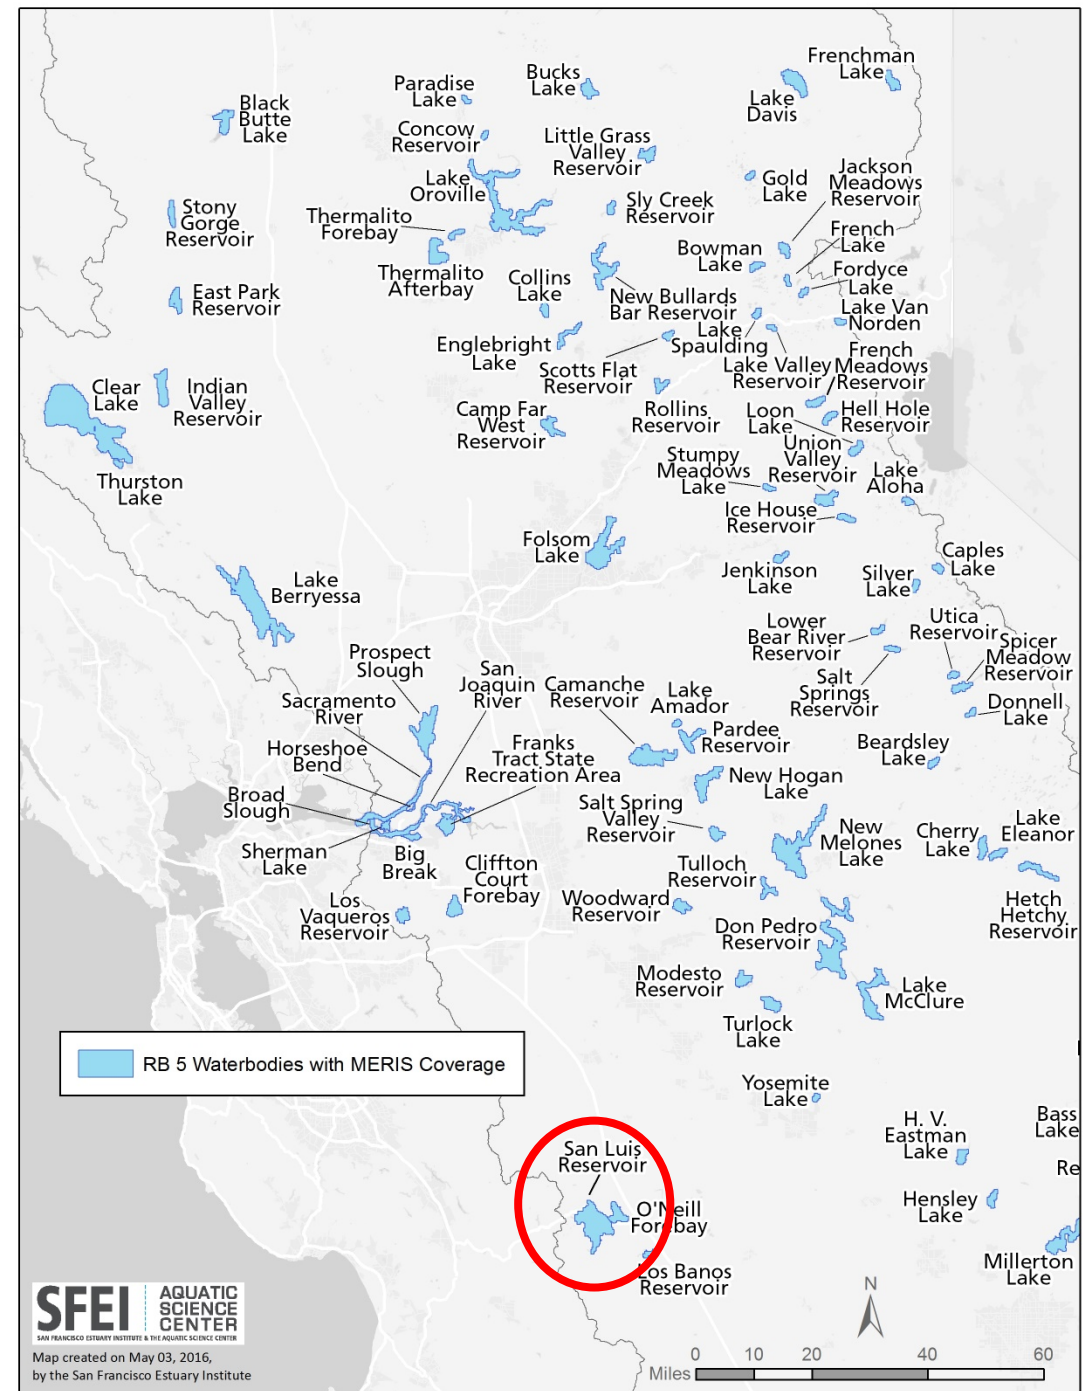 Frenchman
Lake
Bucks
Lake
Paradise
Lake
Lake
Davis
Black
Butte
Lake
Concow
Reservoir
Little Grass
Valley
Reservoir
Lake
Oroville
Gold
Lake
Jackson
Meadows
Reservoir
Stony
Gorge
Reservoir
Thermalito
Forebay
Sly Creek
Reservoir
French
Lake
Bowman
Lake
Thermalito
Afterbay
Collins
Lake
Fordyce
Lake
East Park
Reservoir
New Bullards
Bar Reservoir
Lake Van
Norden
Lake
Spaulding
Englebright
Lake
Scotts Flat
Reservoir
Lake Valley
Reservoir
French
Meadows
Reservoir
Clear
Lake
Indian
Valley
Reservoir
Camp Far
West
Reservoir
Rollins
Reservoir
Loon
Lake
Hell Hole
Reservoir
Union
Valley
Reservoir
Thurston
Lake
Stumpy
Meadows
Lake
Lake
Aloha
Ice House
Reservoir
Folsom
Lake
Jenkinson
Lake
Caples
Lake
Silver
Lake
Lake
Berryessa
Lower
Bear River
Reservoir
Utica
Reservoir
Spicer
Meadow
Reservoir
Prospect
Slough
San
Joaquin
River
Camanche
Reservoir
Lake
Amador
Salt
Springs
Reservoir
Donnell
Lake
Sacramento
River
Pardee
Reservoir
Horseshoe
Bend
Franks
Tract State
Recreation Area
Beardsley
Lake
New Hogan
Lake
Broad
Slough
Salt Spring
Valley
Reservoir
New
Melones
Lake
Cherry
Lake
Lake
Eleanor
Sherman
Lake
Big
Break
Cliffton
Court
Forebay
Tulloch
Reservoir
Los
Vaqueros
Reservoir
Woodward
Reservoir
Hetch
Hetchy
Reservoir
Don Pedro
Reservoir
Modesto
Reservoir
Lake
McClure
Turlock
Lake
RB 5 Waterbodies with MERIS Coverage
Yosemite
Lake
H. V.
Eastman
Lake
Bass
Lake
Re
San Luis
Reservoir
O'Neill
Forebay
Hensley
Lake
Los Banos
Reservoir
Millerton
Lake
SFEI
AQUATIC
SCIENCE
CENTER
SAN FRANCISCO ESTUARY INSTITUTE & THE AQUATIC SCIENCE CENTER
Map created on May 03, 2016,
by the San Francisco Estuary Institute
N
0 10 20 40 60
Miles